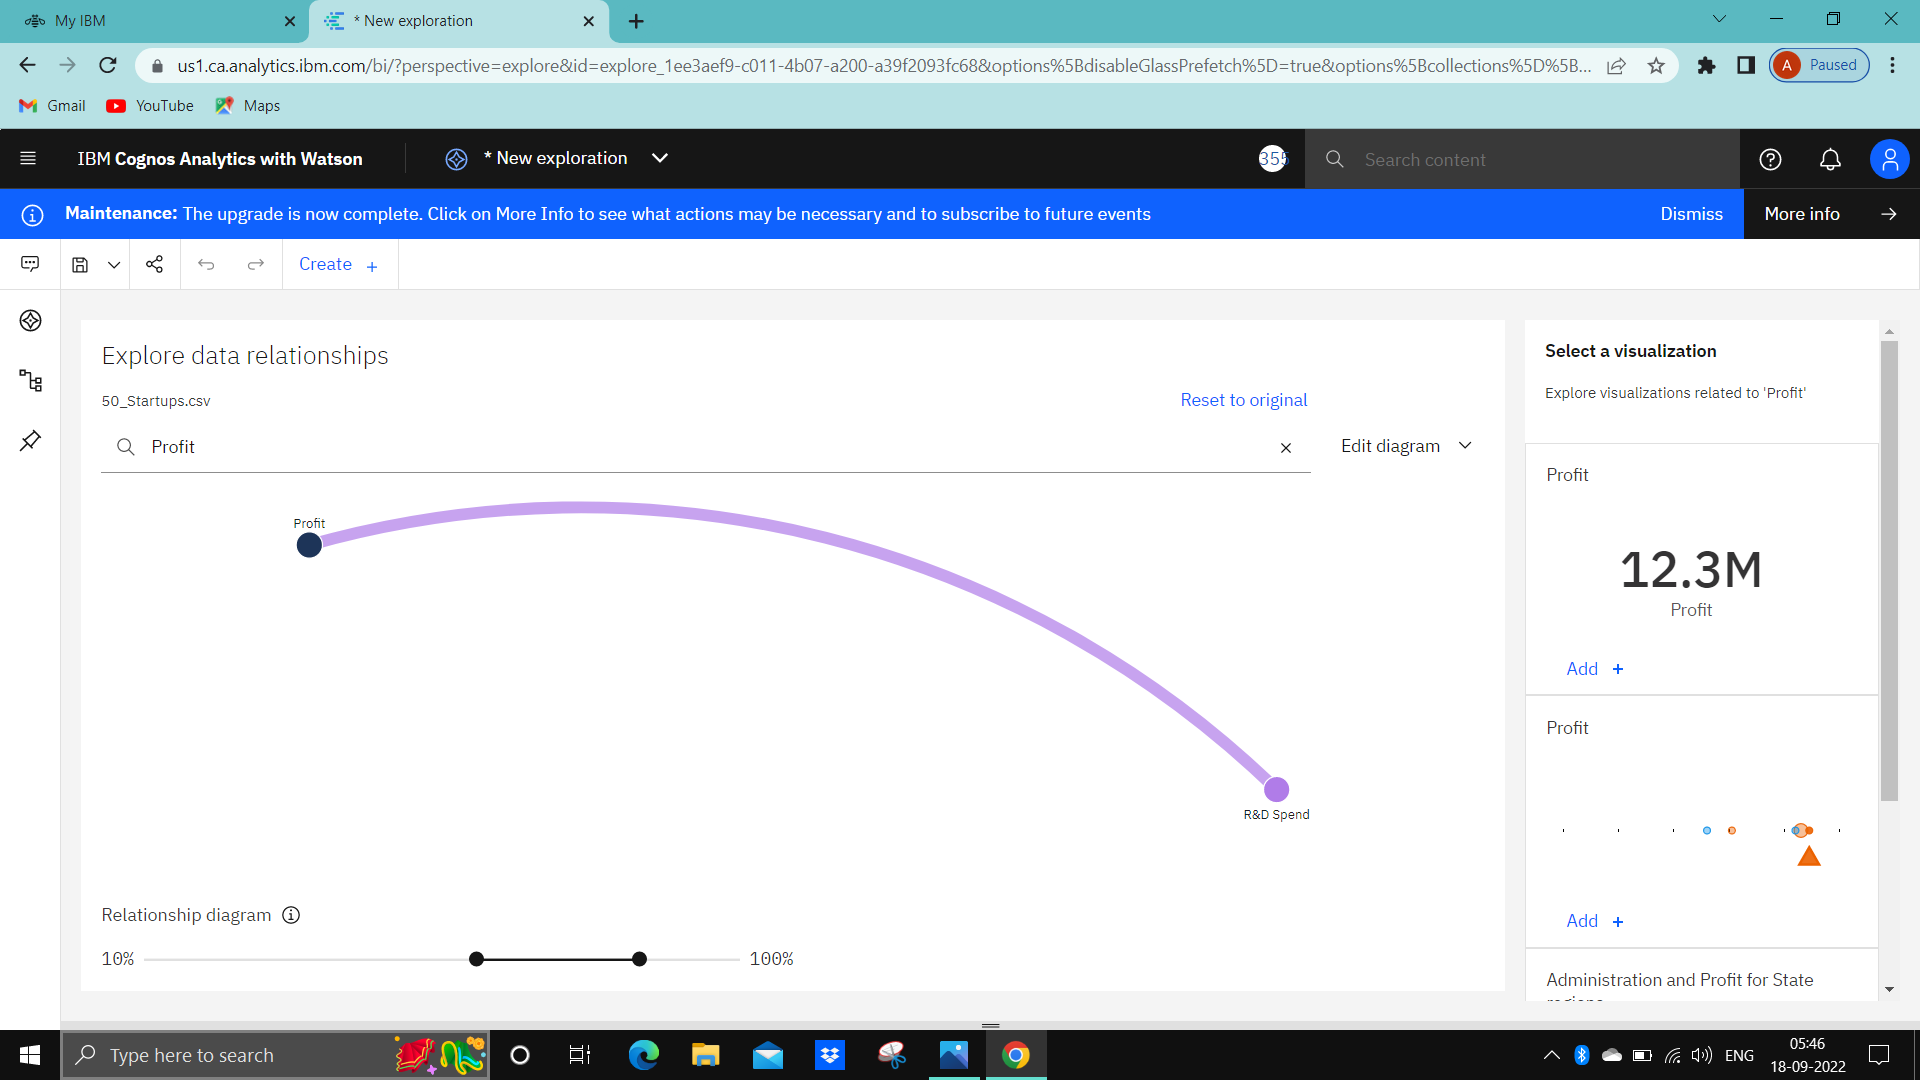 My IBM
* New exploration
us1.ca.analytics.ibm.com/bi/?perspective=explore&id=explore_1ee3aef9-c011-4b07-a200-a39f2093fc68&options%5BdisableGlassPrefetch%5D=true&options%5Bcollections%5D%5B...
A Paused
Gmail YouTube Maps
IBM Cognos Analytics with Watson
* New exploration
355
Search content
Maintenance: The upgrade is now complete. Click on More Info to see what actions may be necessary and to subscribe to future events
Dismiss
More info
Create +
Explore data relationships
50_Startups.csv
Reset to original
Profit
Edit diagram
Profit
R&D Spend
Relationship diagram
10%
100%
Select a visualization
Explore visualizations related to 'Profit'
Profit
12.3M
Profit
Add +
Profit
Add +
Administration and Profit for State
regions
Type here to search
ENG
05:46
18-09-2022